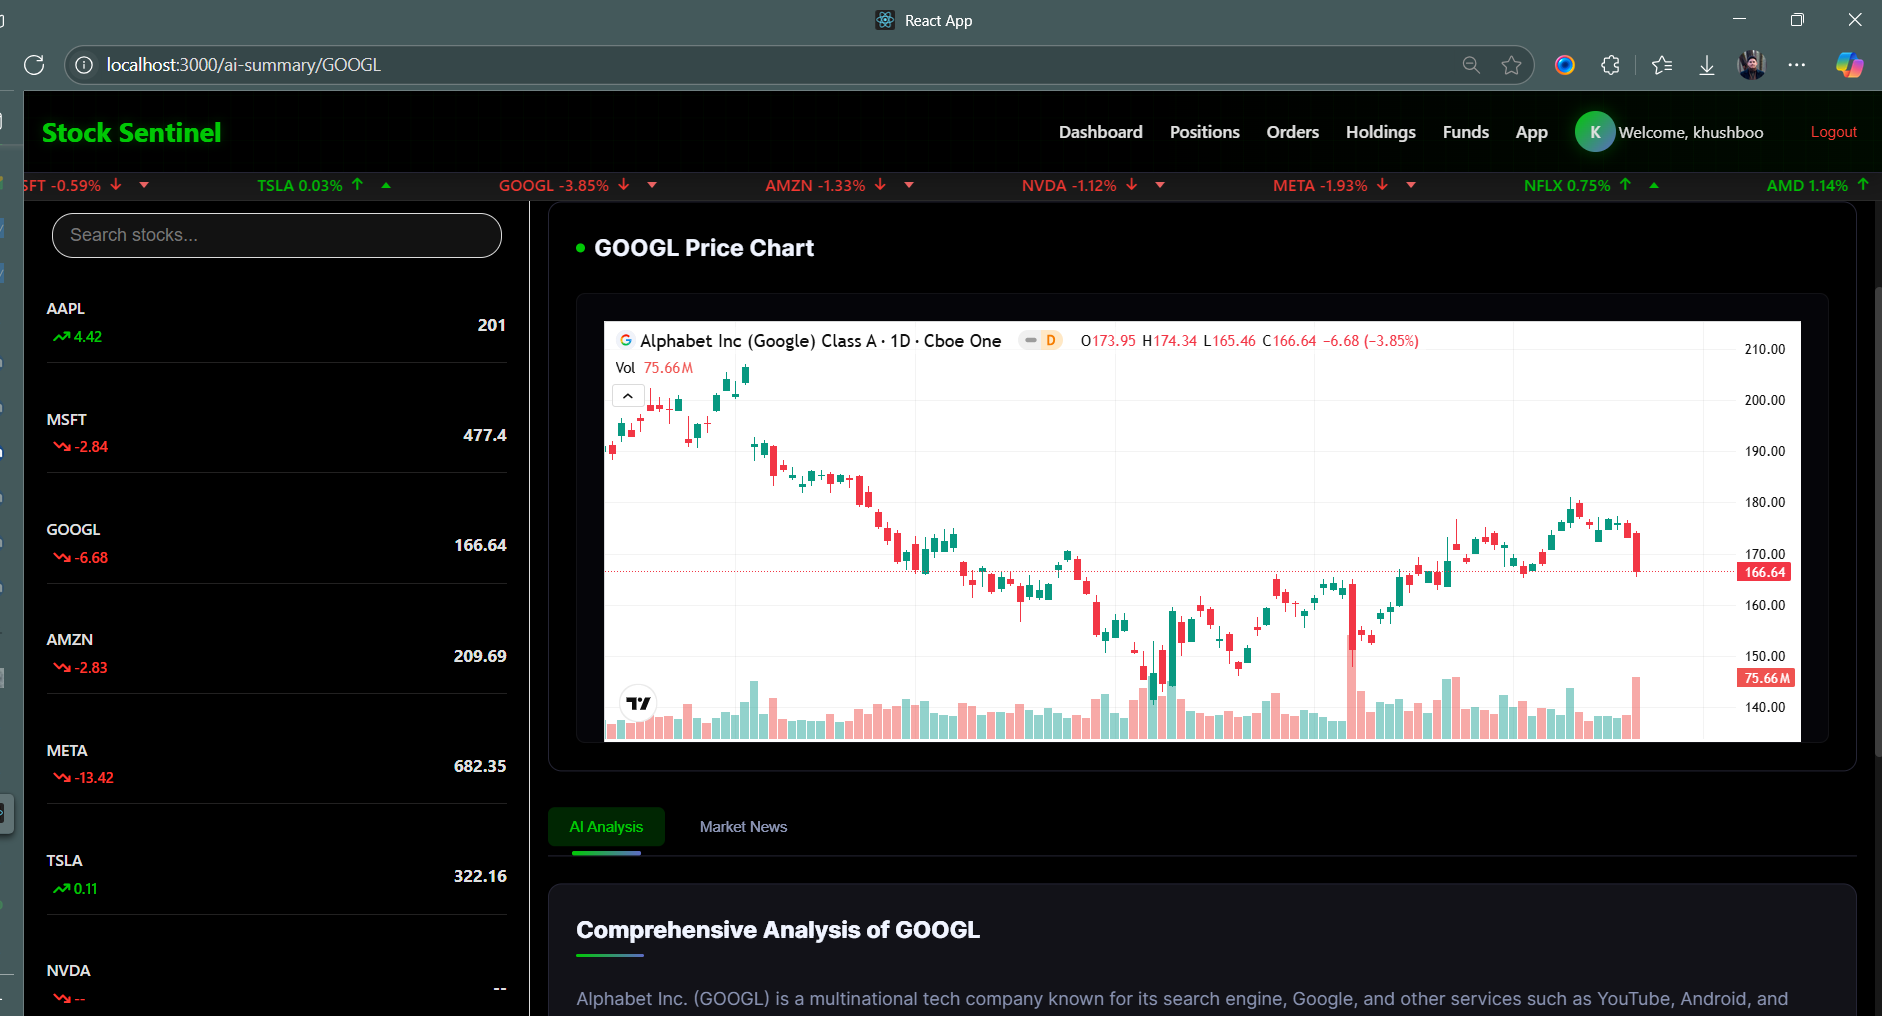 React App
localhost:3000/ai-summary/GOOGL
Stock Sentinel
Dashboard Positions Orders Holdings Funds App K Welcome, khushboo Logout
SFT -0.59% TSLA 0.03% GOOGL -3.85% AMZN -1.33% NVDA -1.12% META -1.93% NFLX 0.75% AMD 1.14%
Search stocks...
AAPL
4.42
201
MSFT
-2.84
477.4
GOOGL
-6.68
166.64
AMZN
-2.83
209.69
META
-13.42
682.35
TSLA
0.11
322.16
NVDA
--
--
GOOGL Price Chart
Alphabet Inc (Google) Class A · 1D · Cboe One D O173.95 H174.34 L165.46 C166.64 −6.68 (−3.85%)
Vol 75.66M
210.00
200.00
190.00
180.00
170.00
166.64
160.00
150.00
75.66M
140.00
AI Analysis Market News
Comprehensive Analysis of GOOGL
Alphabet Inc. (GOOGL) is a multinational tech company known for its search engine, Google, and other services such as YouTube, Android, and